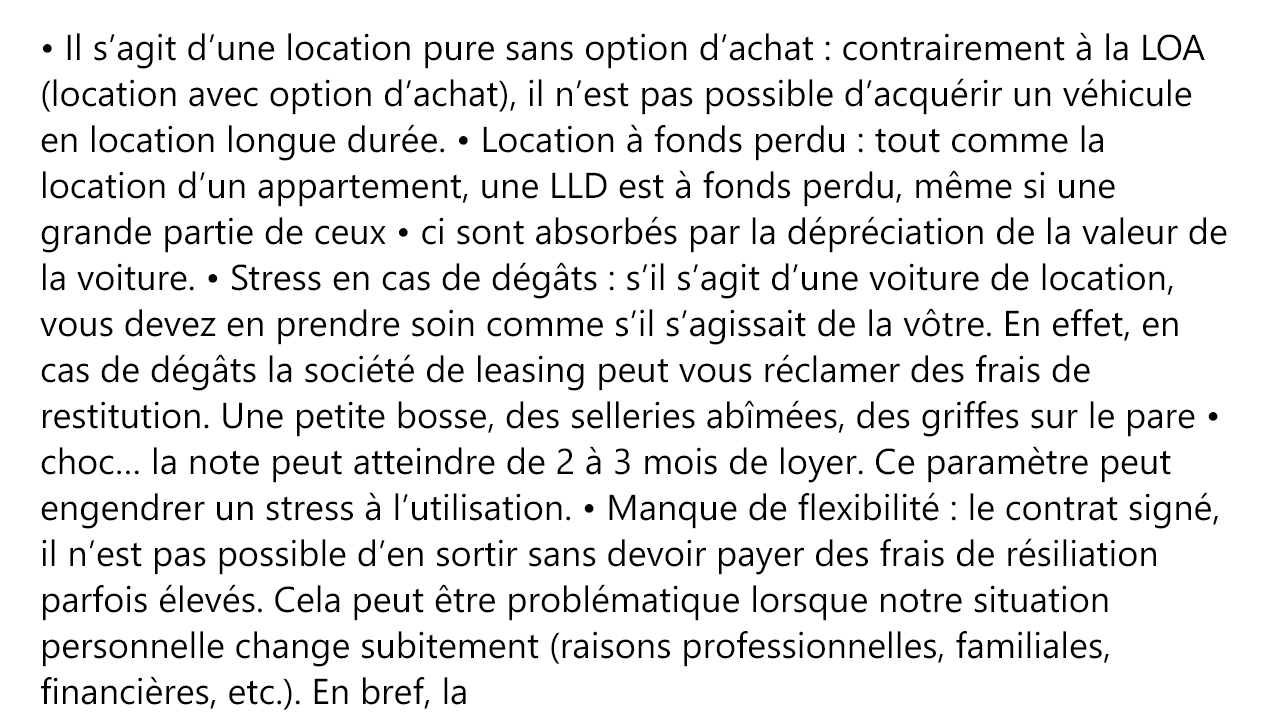 • Il s’agit d’une location pure sans option d’achat : contrairement à la LOA
(location avec option d’achat), il n’est pas possible d’acquérir un véhicule
en location longue durée. • Location à fonds perdu : tout comme la
location d’un appartement, une LLD est à fonds perdu, même si une
grande partie de ceux • ci sont absorbés par la dépréciation de la valeur de
la voiture. • Stress en cas de dégâts : s’il s’agit d’une voiture de location,
vous devez en prendre soin comme s’il s’agissait de la vôtre. En effet, en
cas de dégâts la société de leasing peut vous réclamer des frais de
restitution. Une petite bosse, des selleries abîmées, des griffes sur le pare •
choc… la note peut atteindre de 2 à 3 mois de loyer. Ce paramètre peut
engendrer un stress à l’utilisation. • Manque de flexibilité : le contrat signé,
il n’est pas possible d’en sortir sans devoir payer des frais de résiliation
parfois élevés. Cela peut être problématique lorsque notre situation
personnelle change subitement (raisons professionnelles, familiales,
financières, etc.). En bref, la